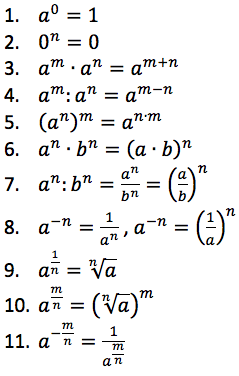 1. a⁰ = 1
2. 0ⁿ = 0
3. aᵐ · aⁿ = aᵐ⁺ⁿ
4. aᵐ : aⁿ = aᵐ⁻ⁿ
5. (aⁿ)ᵐ = aⁿ·ᵐ
6. aⁿ · bⁿ = (a · b)ⁿ
7. aⁿ : bⁿ = aⁿ/bⁿ = (a/b)ⁿ
8. a⁻ⁿ = 1/aⁿ , a⁻ⁿ = (1/a)ⁿ
9. a^(1/n) = ⁿ√a
10. a^(m/n) = (ⁿ√a)ᵐ
11. a^(-m/n) = 1/a^(m/n)